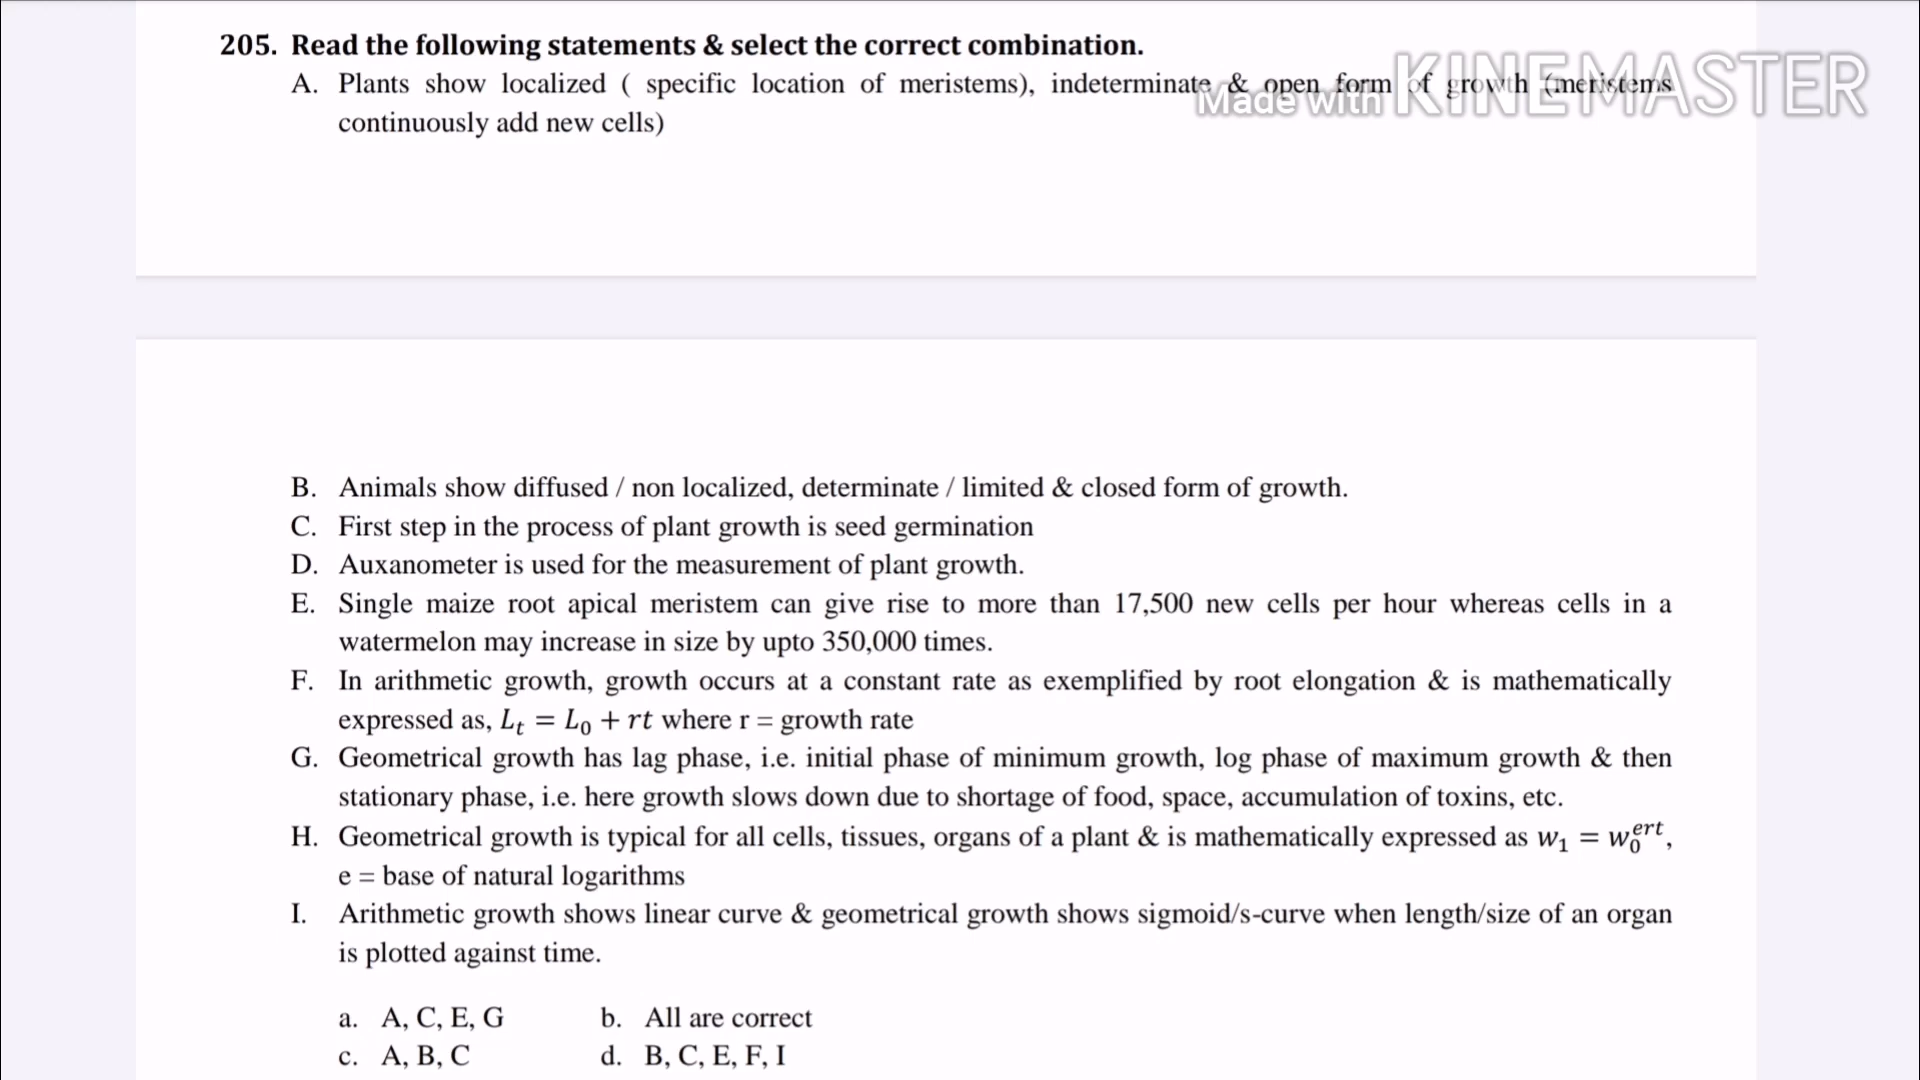 205. Read the following statements & select the correct combination.
A. Plants show localized ( specific location of meristems), indeterminate & open form of growth (meristems
Made with KINEMASTER
continuously add new cells)
B. Animals show diffused / non localized, determinate / limited & closed form of growth.
C. First step in the process of plant growth is seed germination
D. Auxanometer is used for the measurement of plant growth.
E. Single maize root apical meristem can give rise to more than 17,500 new cells per hour whereas cells in a
watermelon may increase in size by upto 350,000 times.
F. In arithmetic growth, growth occurs at a constant rate as exemplified by root elongation & is mathematically
expressed as, Lₜ = L₀ + rt where r = growth rate
G. Geometrical growth has lag phase, i.e. initial phase of minimum growth, log phase of maximum growth & then
stationary phase, i.e. here growth slows down due to shortage of food, space, accumulation of toxins, etc.
H. Geometrical growth is typical for all cells, tissues, organs of a plant & is mathematically expressed as w₁ = w₀ᵉʳᵗ,
e = base of natural logarithms
I. Arithmetic growth shows linear curve & geometrical growth shows sigmoid/s-curve when length/size of an organ
is plotted against time.
a. A, C, E, G b. All are correct
c. A, B, C d. B, C, E, F, I